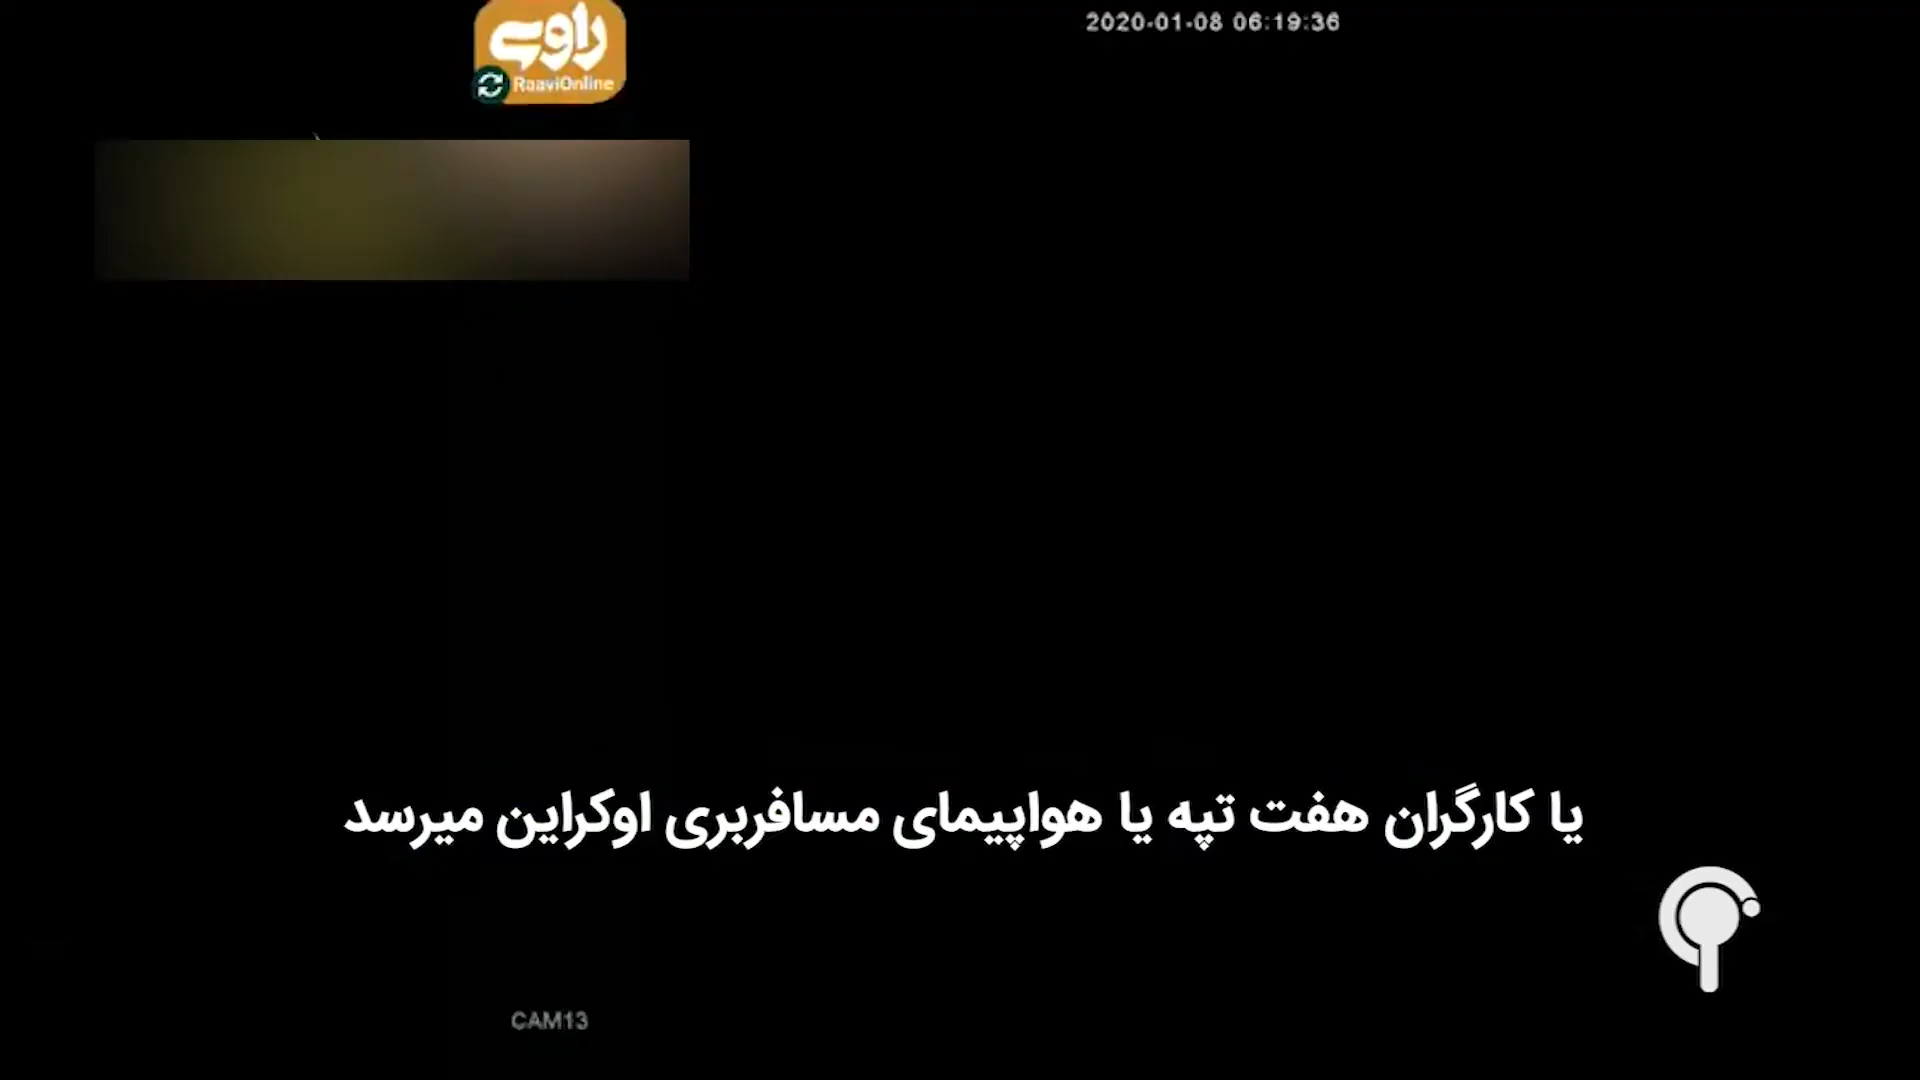 راوی
RaaviOnline
2020-01-08 06:19:36
یا کارگران هفت تپه یا هواپیمای مسافربری اوکراین میرسد
CAM13